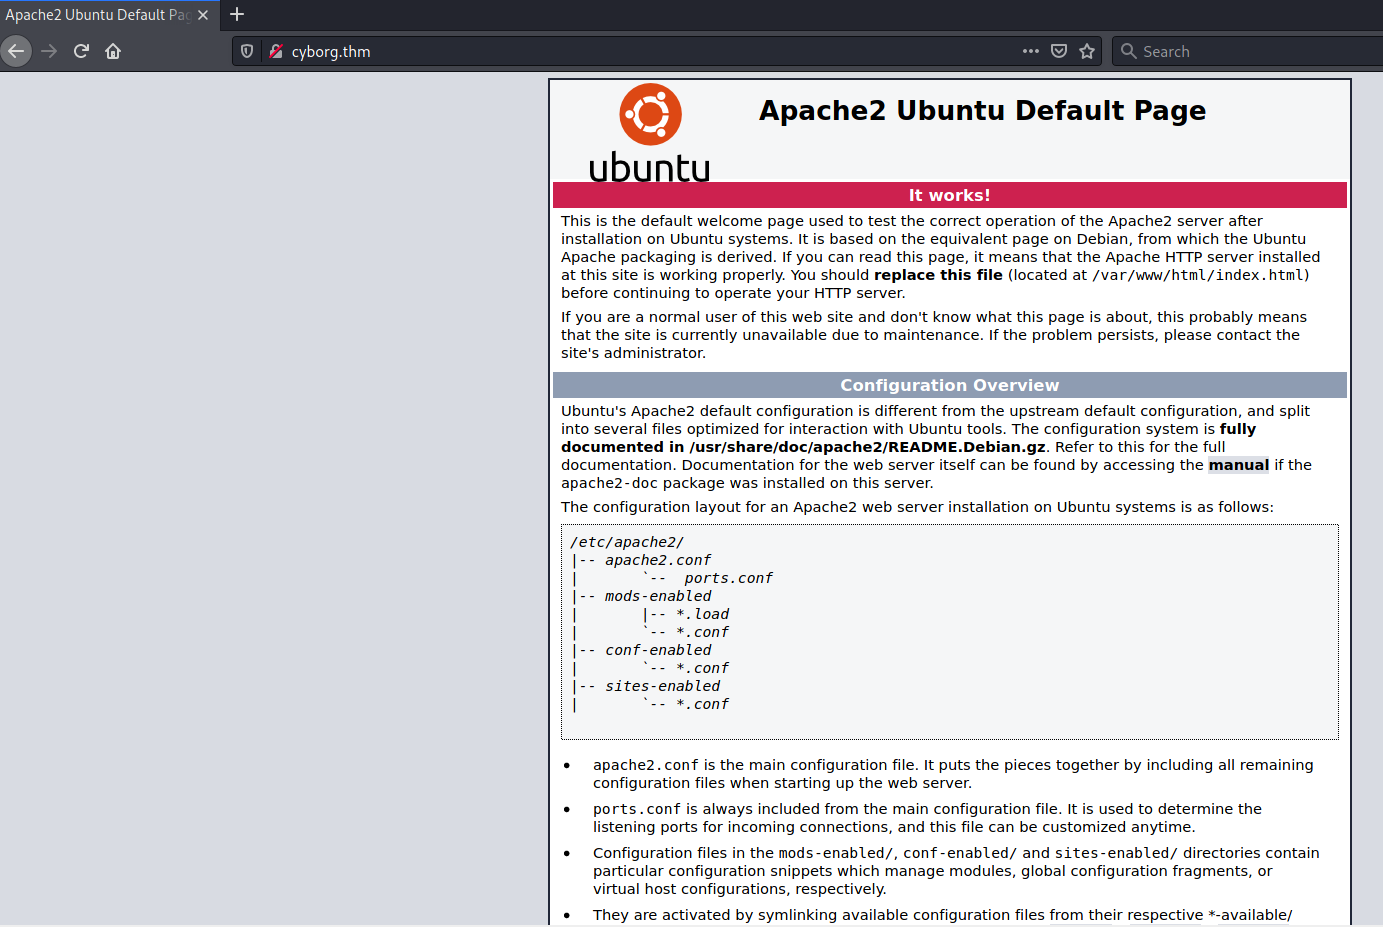 Apache2 Ubuntu Default Pag
cyborg.thm
Search
ubuntu
Apache2 Ubuntu Default Page
It works!
This is the default welcome page used to test the correct operation of the Apache2 server after
installation on Ubuntu systems. It is based on the equivalent page on Debian, from which the Ubuntu
Apache packaging is derived. If you can read this page, it means that the Apache HTTP server installed
at this site is working properly. You should replace this file (located at /var/www/html/index.html)
before continuing to operate your HTTP server.
If you are a normal user of this web site and don't know what this page is about, this probably means
that the site is currently unavailable due to maintenance. If the problem persists, please contact the
site's administrator.
Configuration Overview
Ubuntu's Apache2 default configuration is different from the upstream default configuration, and split
into several files optimized for interaction with Ubuntu tools. The configuration system is fully
documented in /usr/share/doc/apache2/README.Debian.gz. Refer to this for the full
documentation. Documentation for the web server itself can be found by accessing the manual if the
apache2-doc package was installed on this server.
The configuration layout for an Apache2 web server installation on Ubuntu systems is as follows:
/etc/apache2/
|-- apache2.conf
|       `--  ports.conf
|-- mods-enabled
|       |-- *.load
|       `-- *.conf
|-- conf-enabled
|       `-- *.conf
|-- sites-enabled
|       `-- *.conf
• apache2.conf is the main configuration file. It puts the pieces together by including all remaining
configuration files when starting up the web server.
• ports.conf is always included from the main configuration file. It is used to determine the
listening ports for incoming connections, and this file can be customized anytime.
• Configuration files in the mods-enabled/, conf-enabled/ and sites-enabled/ directories contain
particular configuration snippets which manage modules, global configuration fragments, or
virtual host configurations, respectively.
• They are activated by symlinking available configuration files from their respective *-available/